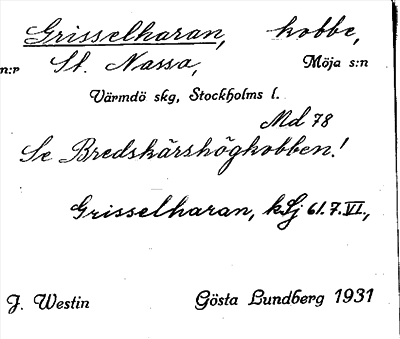 Grisselharan, kobbe,
n:r St. Nassa, Möja s:n
Värmdö skg, Stockholms l.
Md 78
Se Bredskärshögkobben!
Grisselharan, kSj 61.7.VI.,
J. Westin Gösta Lundberg 1931